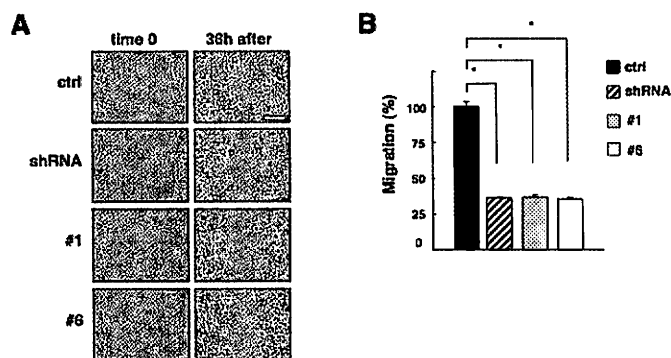 A
time 0 36h after
ctrl
shRNA
#1
#6
B
*
*
*
Migration (%)
100
75
50
25
0
ctrl
shRNA
#1
#6